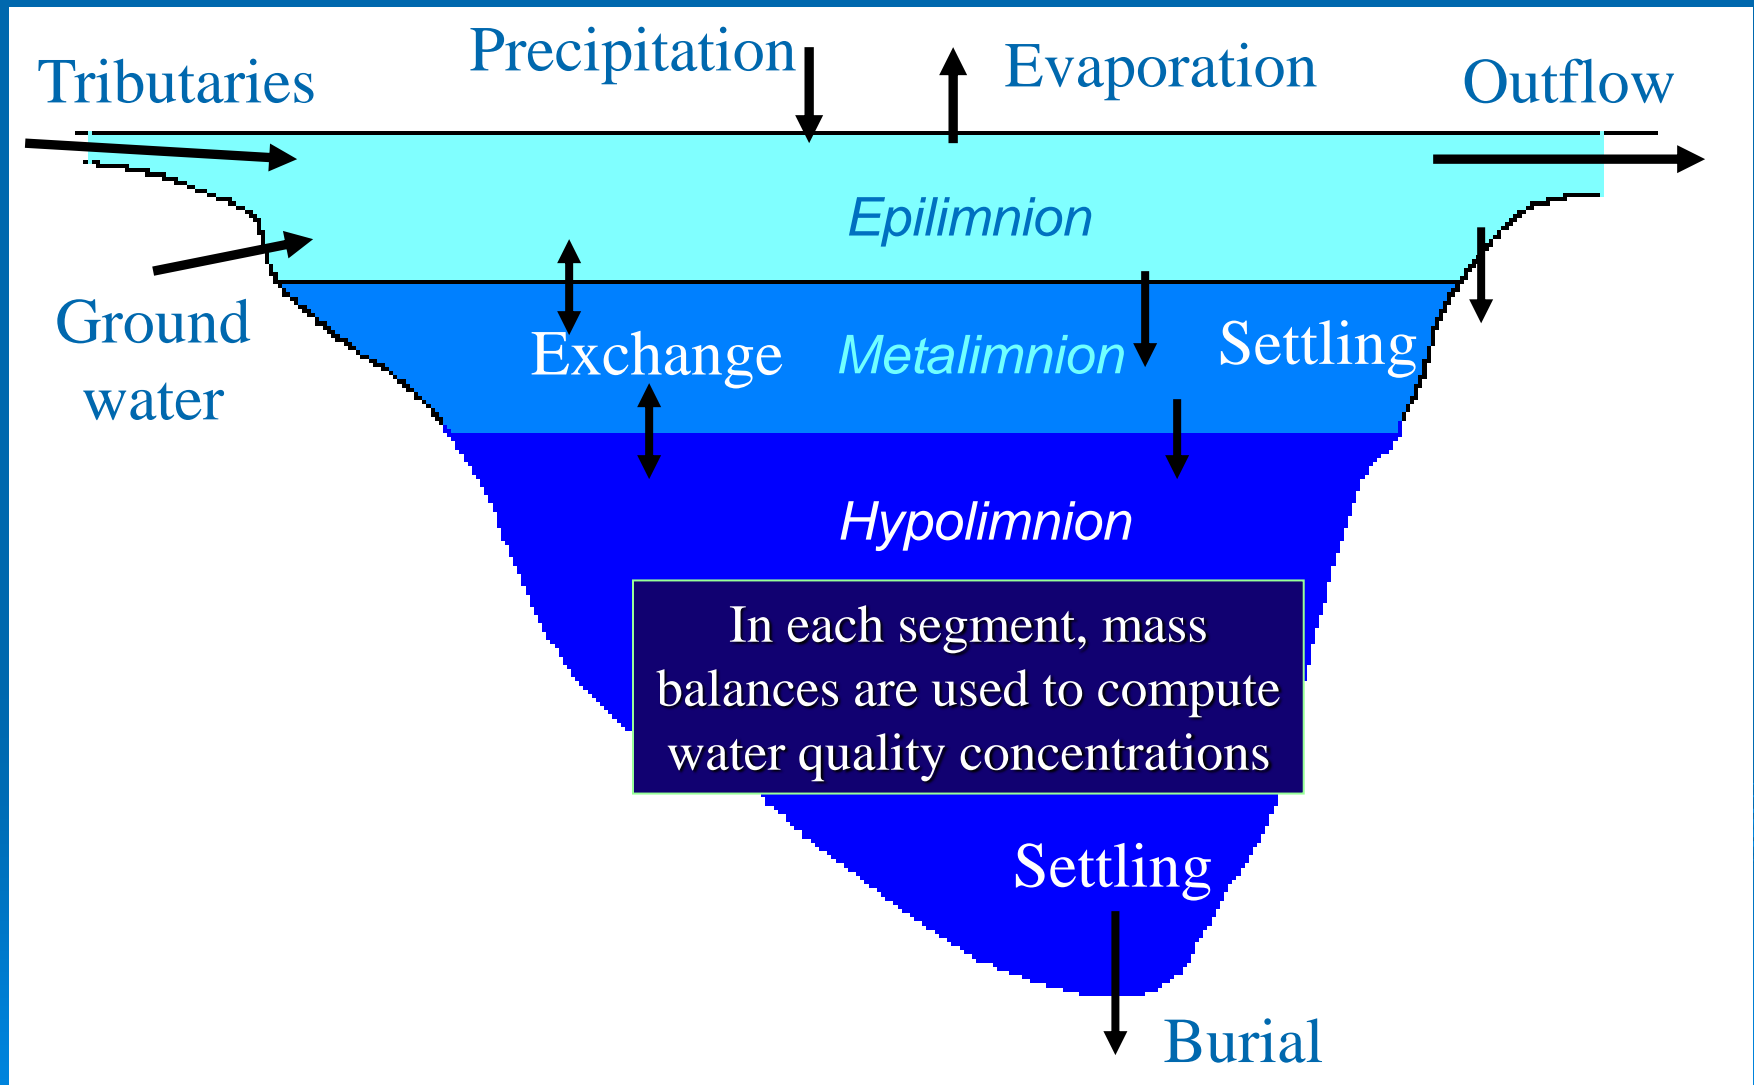 Precipitation
Evaporation
Tributaries
Outflow
Epilimnion
Ground
water
Exchange
Metalimnion
Settling
Hypolimnion
In each segment, mass
balances are used to compute
water quality concentrations
Settling
Burial